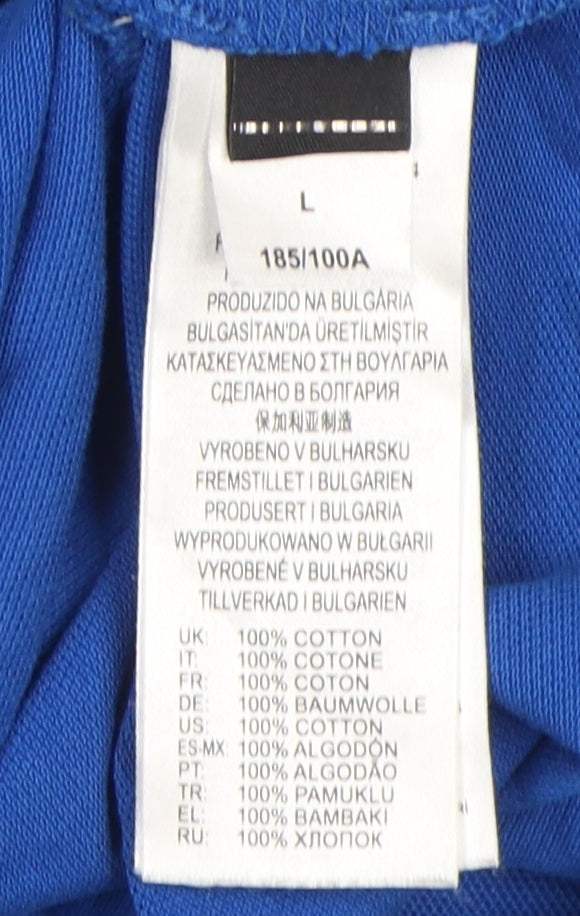 L
185/100A
PRODUZIDO NA BULGÁRIA
BULGASİTAN'DA ÜRETİLMİŞTİR
ΚΑΤΑΣΚΕΥΑΣΜΕΝΟ ΣΤΗ ΒΟΥΛΓΑΡΙΑ
СДЕЛАНО В БОЛГАРИЯ
保加利亚制造
VYROBENO V BULHARSKU
FREMSTILLET I BULGARIEN
PRODUSERT I BULGARIA
WYPRODUKOWANO W BUŁGARII
VYROBENÉ V BULHARSKU
TILLVERKAD I BULGARIEN
UK: 100% COTTON
IT: 100% COTONE
FR: 100% COTON
DE: 100% BAUMWOLLE
US: 100% COTTON
ES-MX: 100% ALGODÓN
PT: 100% ALGODÃO
TR: 100% PAMUKLU
EL: 100% ΒΑΜΒΑΚΙ
RU: 100% ХЛОПОК